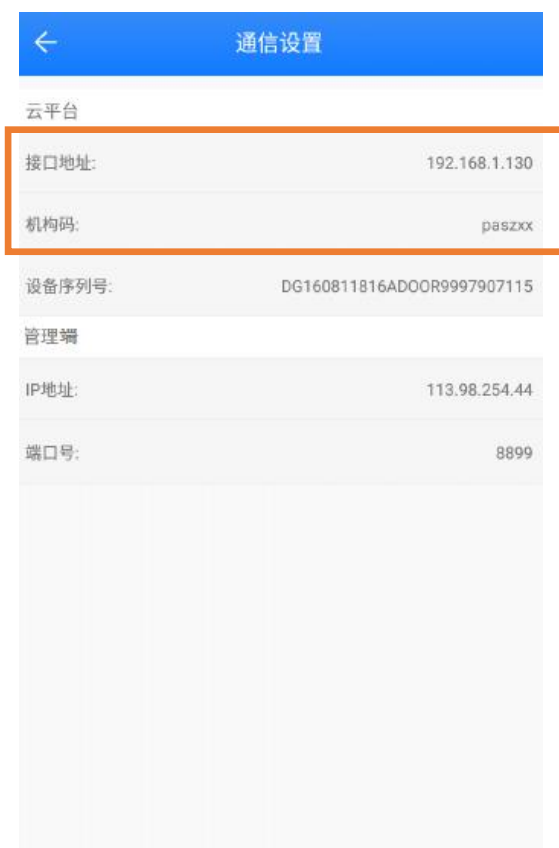 通信设置
云平台
接口地址: 192.168.1.130
机构码: paszxx
设备序列号: DG160811816ADOOR9997907115
管理端
IP地址: 113.98.254.44
端口号: 8899